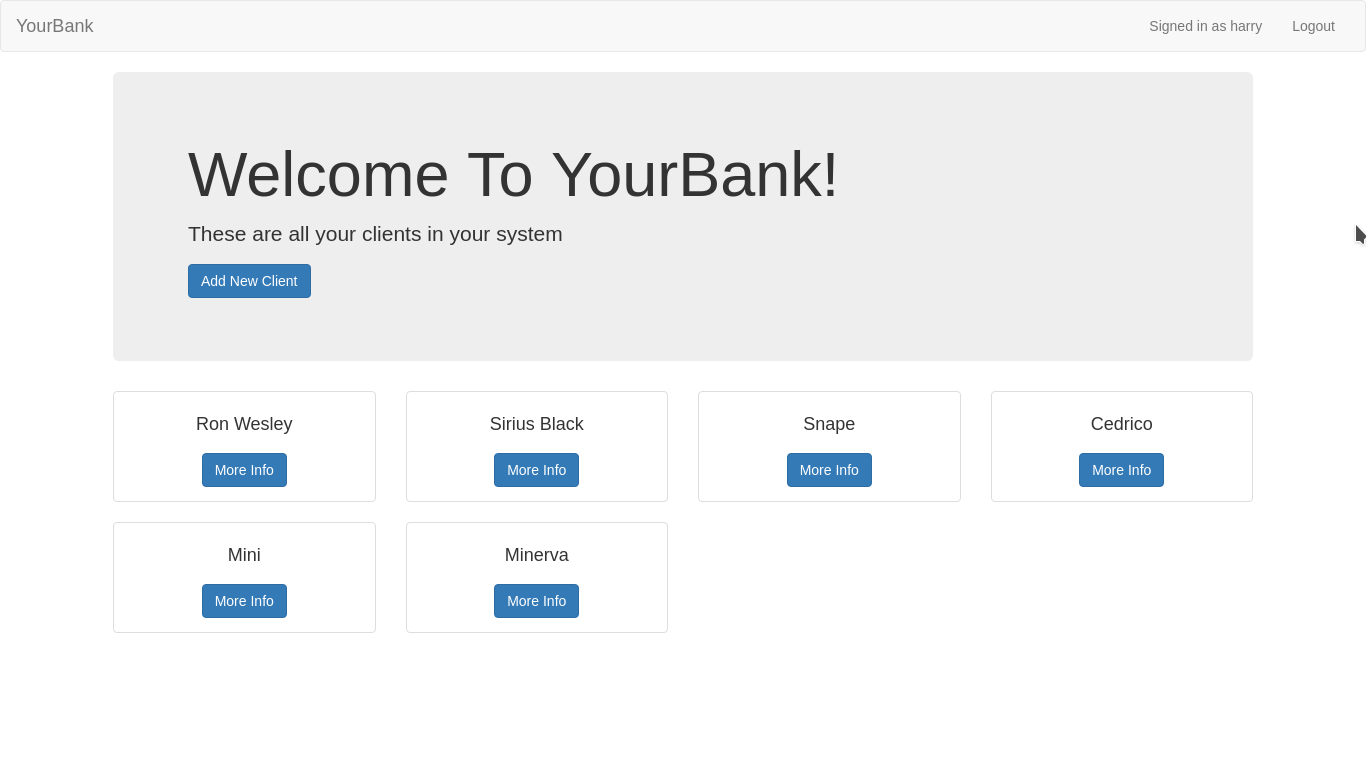 YourBank
Signed in as harry
Logout
Welcome To YourBank!
These are all your clients in your system
Add New Client
Ron Wesley
More Info
Sirius Black
More Info
Snape
More Info
Cedrico
More Info
Mini
More Info
Minerva
More Info